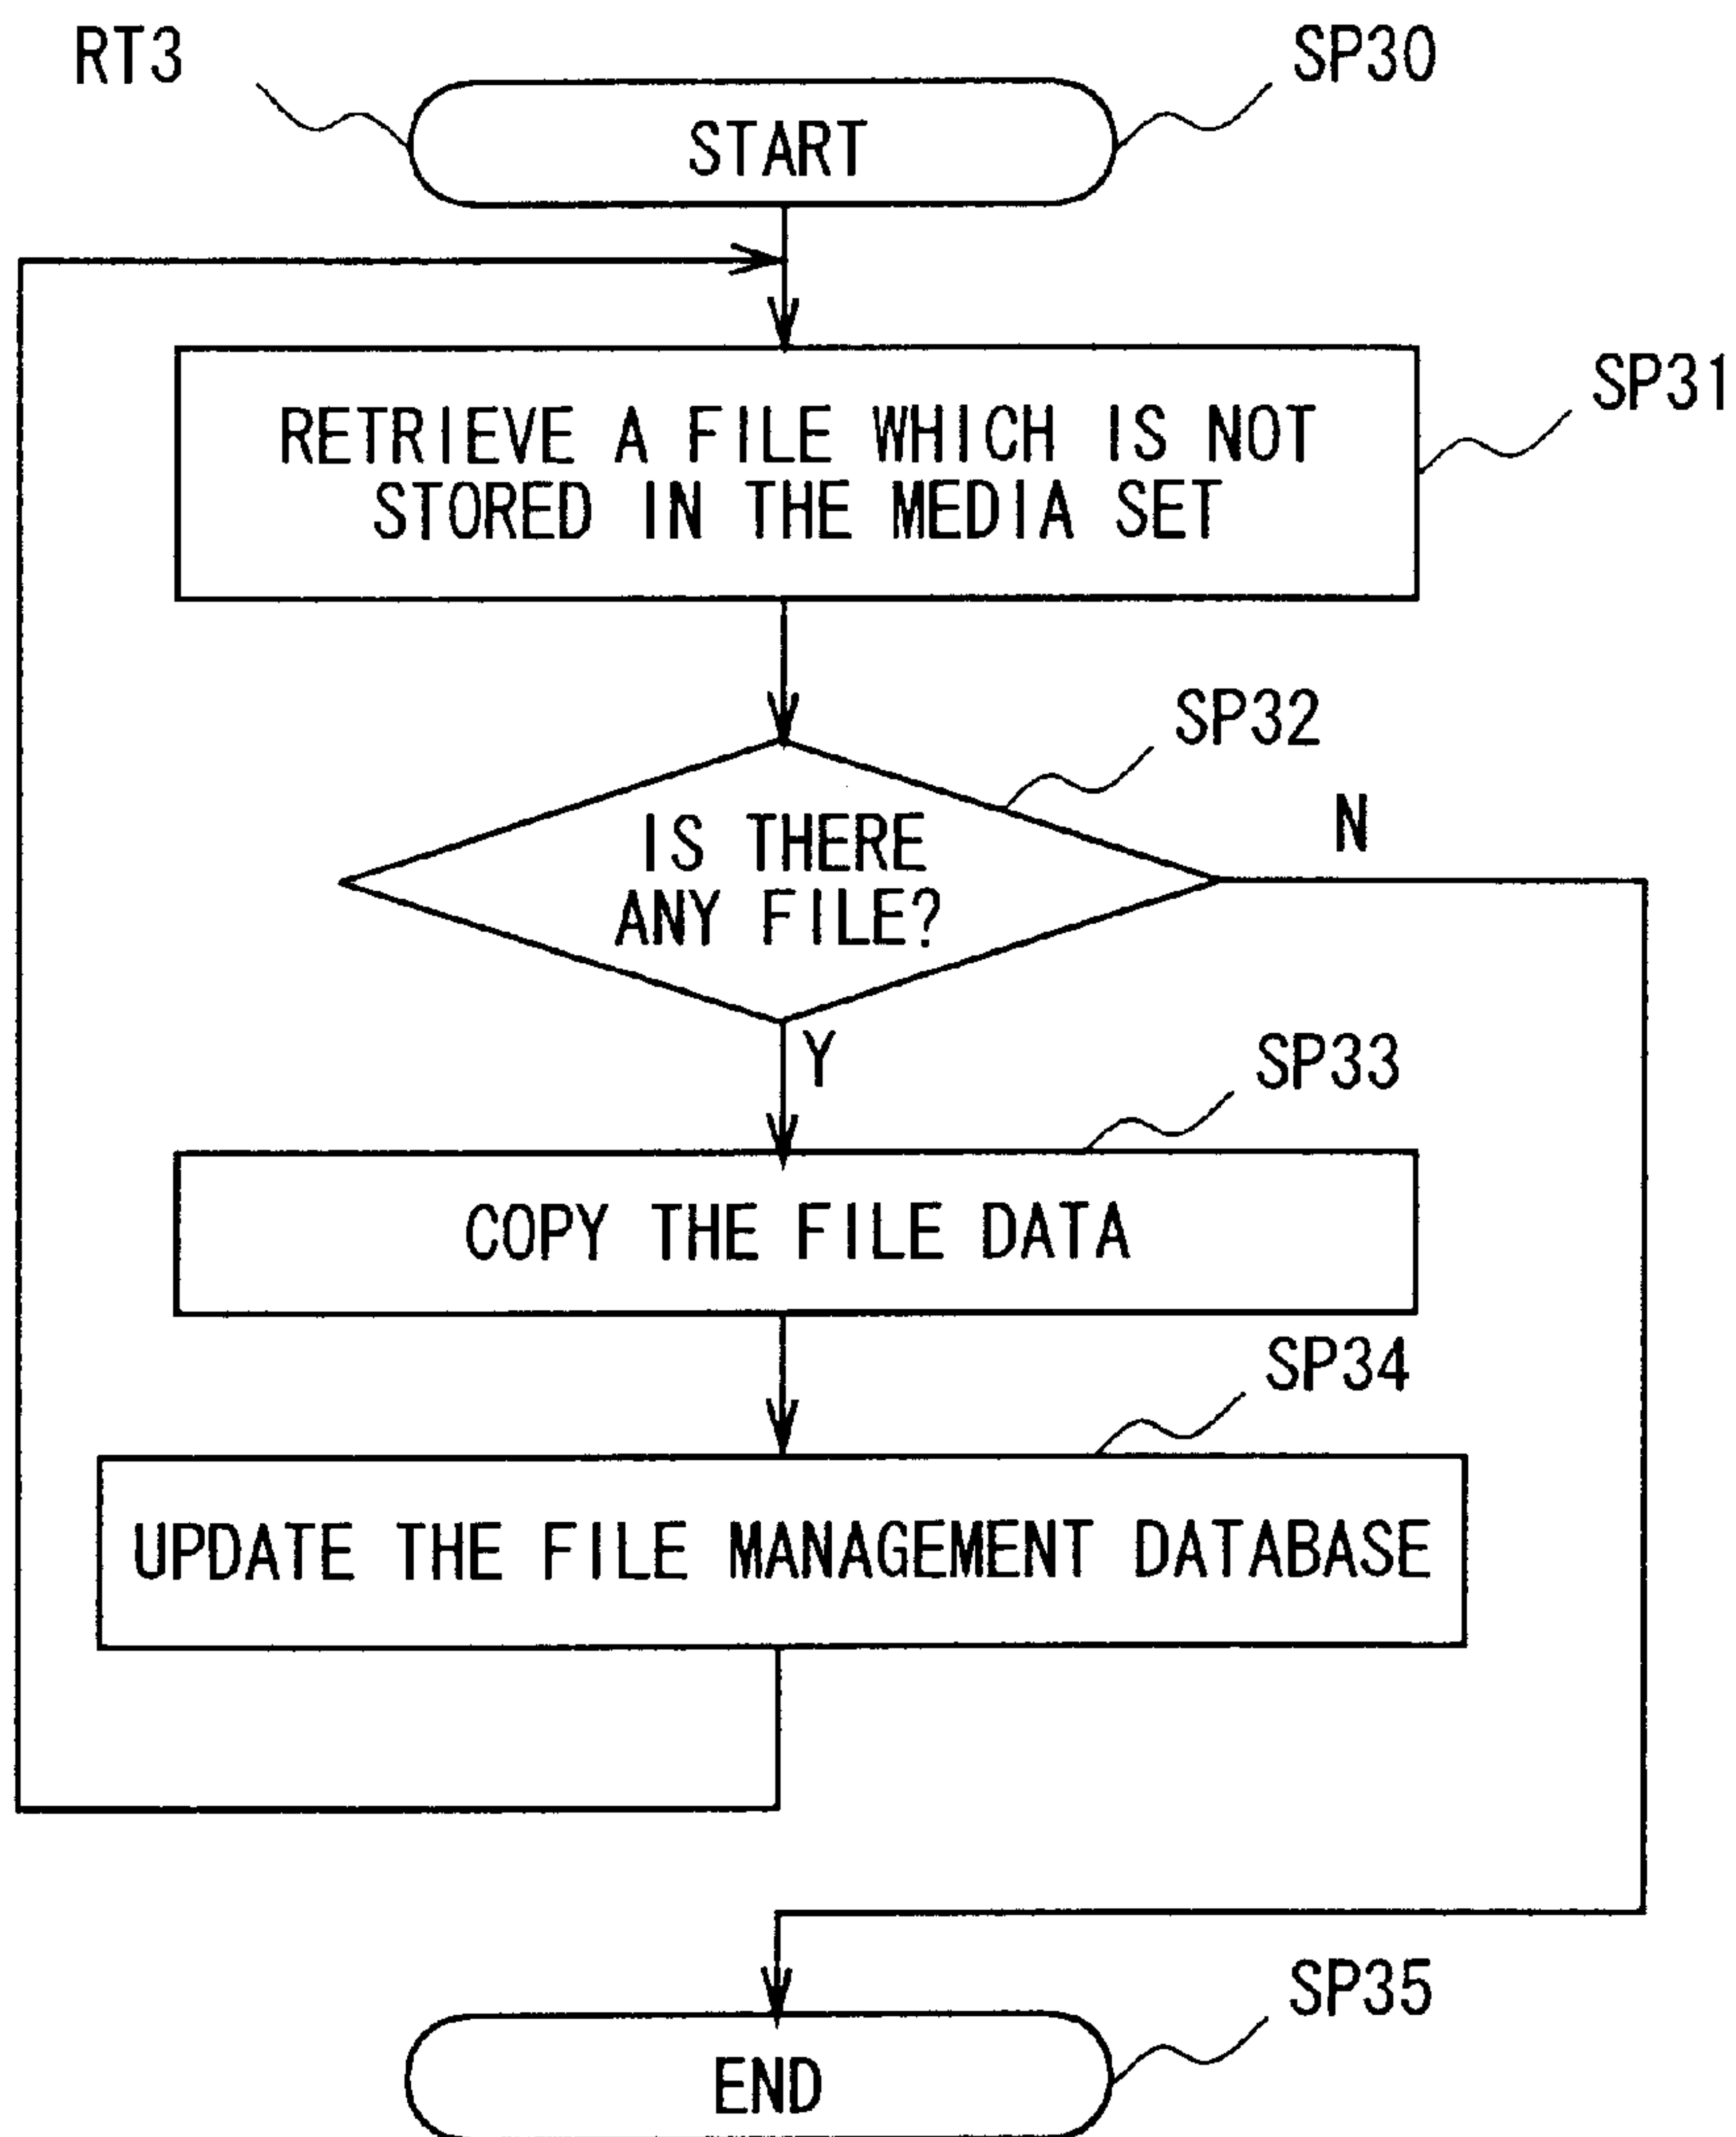 RT3
SP30
START
SP31
RETRIEVE A FILE WHICH IS NOT
STORED IN THE MEDIA SET
SP32
IS THERE
ANY FILE?
N
Y
SP33
COPY THE FILE DATA
SP34
UPDATE THE FILE MANAGEMENT DATABASE
SP35
END